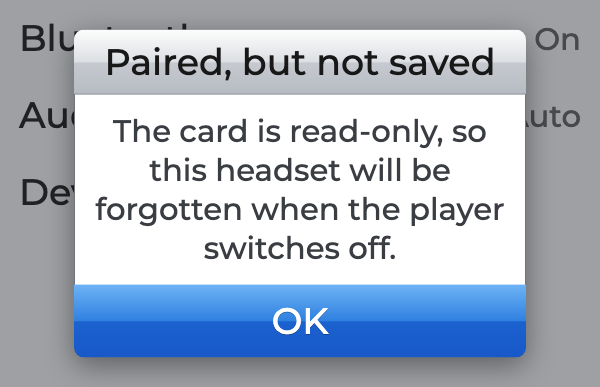 On
Paired, but not saved
Auto
The card is read-only, so
this headset will be
forgotten when the player
switches off.
OK